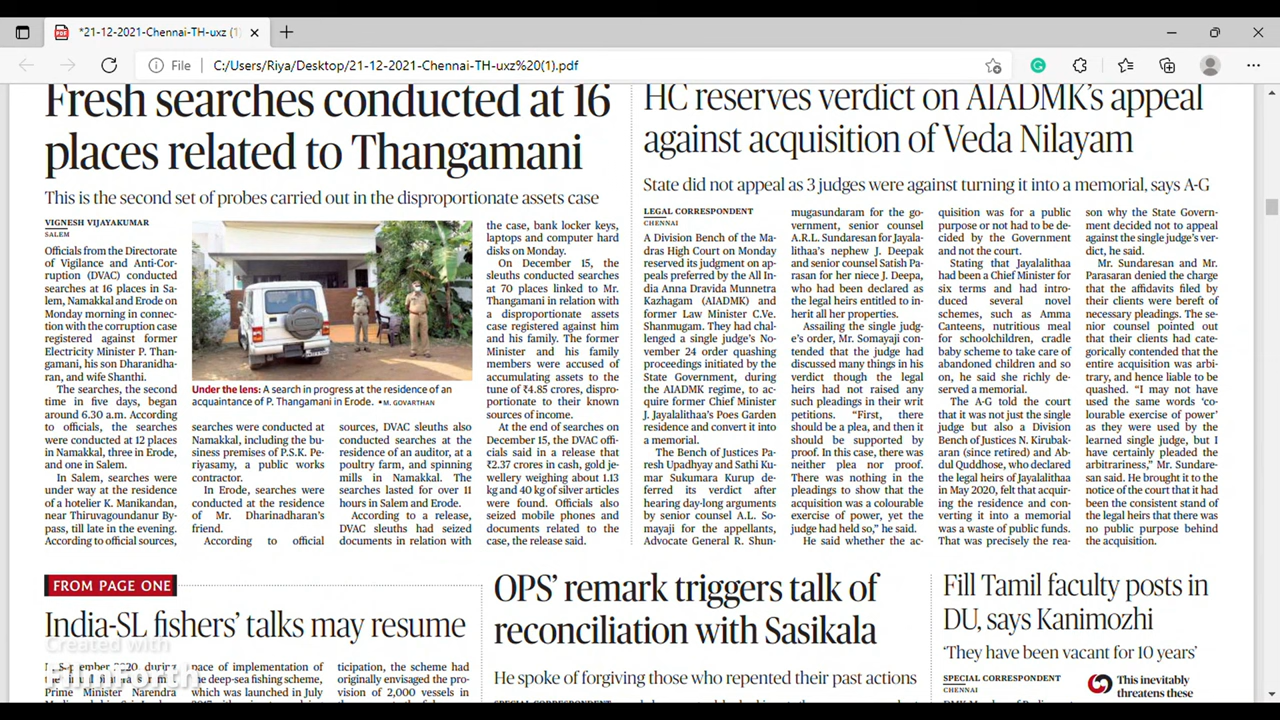 *21-12-2021-Chennai-TH-uxz (1)
File
C:/Users/Riya/Desktop/21-12-2021-Chennai-TH-uxz%20(1).pdf
Fresh searches conducted at 16
places related to Thangamani
This is the second set of probes carried out in the disproportionate assets case
VIGNESH VIJAYAKUMAR
SALEM
Officials from the Directorate
of Vigilance and Anti-Cor-
ruption (DVAC) conducted
searches at 16 places in Sa-
lem, Namakkal and Erode on
Monday morning in connec-
tion with the corruption case
registered against former
Electricity Minister P. Than-
gamani, his son Dharanidha-
ran, and wife Shanthi.
The searches, the second
time in five days, began
around 6.30 a.m. According
to officials, the searches
were conducted at 12 places
in Namakkal, three in Erode,
and one in Salem.
In Salem, searches were
under way at the residence
of a hotelier K. Manikandan,
near Thiruvagoundanur By-
pass, till late in the evening.
According to official sources,
Under the lens: A search in progress at the residence of an
acquaintance of P. Thangamani in Erode. • M. GOVARTHAN
searches were conducted at
Namakkal, including the bu-
siness premises of P.S.K. Pe-
riyasamy, a public works
contractor.
In Erode, searches were
conducted at the residence
of Mr. Dharinadharan's
friend.
According to official
sources, DVAC sleuths also
conducted searches at the
residence of an auditor, at a
poultry farm, and spinning
mills in Namakkal. The
searches lasted for over 11
hours in Salem and Erode.
According to a release,
DVAC sleuths had seized
documents in relation with
the case, bank locker keys,
laptops and computer hard
disks on Monday.
On December 15, the
sleuths conducted searches
at 70 places linked to Mr.
Thangamani in relation with
a disproportionate assets
case registered against him
and his family. The former
Minister and his family
members were accused of
accumulating assets to the
tune of ₹4.85 crores, dispro-
portionate to their known
sources of income.
At the end of searches on
December 15, the DVAC offi-
cials said in a release that
₹2.37 crores in cash, gold je-
wellery weighing about 1.13
kg and 40 kg of silver articles
were found. Officials also
seized mobile phones and
documents related to the
case, the release said.
HC reserves verdict on AIADMK's appeal
against acquisition of Veda Nilayam
State did not appeal as 3 judges were against turning it into a memorial, says A-G
LEGAL CORRESPONDENT
CHENNAI
A Division Bench of the Ma-
dras High Court on Monday
reserved its judgment on ap-
peals preferred by the All In-
dia Anna Dravida Munnetra
Kazhagam (AIADMK) and
former Law Minister C.Ve.
Shanmugam. They had chal-
lenged a single judge's No-
vember 24 order quashing
proceedings initiated by the
State Government, during
the AIADMK regime, to ac-
quire former Chief Minister
J. Jayalalithaa's Poes Garden
residence and convert it into
a memorial.
The Bench of Justices Pa-
resh Upadhyay and Sathi Ku-
mar Sukumara Kurup de-
ferred its verdict after
hearing day-long arguments
by senior counsel A.L. So-
mayaji for the appellants,
Advocate General R. Shun-
mugasundaram for the go-
vernment, senior counsel
A.R.L. Sundaresan for Jayala-
lithaa's nephew J. Deepak
and senior counsel Satish Pa-
rasan for her niece J. Deepa,
who had been declared as
the legal heirs entitled to in-
herit all her properties.
Assailing the single judg-
e's order, Mr. Somayaji con-
tended that the judge had
discussed many things in his
verdict though the legal
heirs had not raised any
such pleadings in their writ
petitions. “First, there
should be a plea, and then it
should be supported by
proof. In this case, there was
neither plea nor proof.
There was nothing in the
pleadings to show that the
acquisition was a colourable
exercise of power, yet the
judge had held so,” he said.
He said whether the ac-
quisition was for a public
purpose or not had to be de-
cided by the Government
and not the court.
Stating that Jayalalithaa
had been a Chief Minister for
six terms and had intro-
duced several novel
schemes, such as Amma
Canteens, nutritious meal
for schoolchildren, cradle
baby scheme to take care of
abandoned children and so
on, he said she richly de-
served a memorial.
The A-G told the court
that it was not just the single
judge but also a Division
Bench of Justices N. Kirubak-
aran (since retired) and Ab-
dul Quddhose, who declared
the legal heirs of Jayalalithaa
in May 2020, felt that acquir-
ing the residence and con-
verting it into a memorial
was a waste of public funds.
That was precisely the rea-
son why the State Govern-
ment decided not to appeal
against the single judge's ver-
dict, he said.
Mr. Sundaresan and Mr.
Parasaran denied the charge
that the affidavits filed by
their clients were bereft of
necessary pleadings. The se-
nior counsel pointed out
that their clients had cate-
gorically contended that the
entire acquisition was arbi-
trary, and hence liable to be
quashed. “I may not have
used the same words ‘co-
lourable exercise of power’
as they were used by the
learned single judge, but I
have certainly pleaded the
arbitrariness,” Mr. Sundare-
san said. He brought it to the
notice of the court that it had
been the consistent stand of
the legal heirs that there was
no public purpose behind
the acquisition.
FROM PAGE ONE
India-SL fishers' talks may resume
Created with
Prime Minister Narendra
pace of implementation of
the deep-sea fishing scheme,
which was launched in July
ticipation, the scheme had
originally envisaged the pro-
vision of 2,000 vessels in
OPS' remark triggers talk of
reconciliation with Sasikala
He spoke of forgiving those who repented their past actions
Fill Tamil faculty posts in
DU, says Kanimozhi
‘They have been vacant for 10 years’
SPECIAL CORRESPONDENT
CHENNAI
This inevitably
threatens these